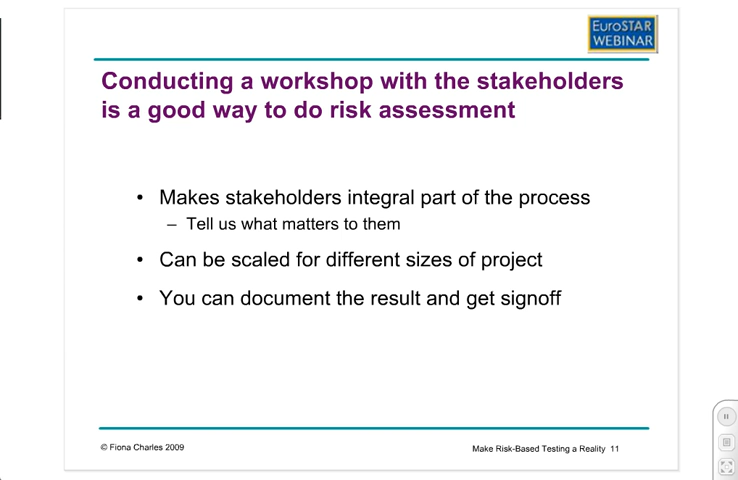 EuroSTAR
WEBINAR
Conducting a workshop with the stakeholders
is a good way to do risk assessment
• Makes stakeholders integral part of the process
– Tell us what matters to them
• Can be scaled for different sizes of project
• You can document the result and get signoff
© Fiona Charles 2009
Make Risk-Based Testing a Reality 11